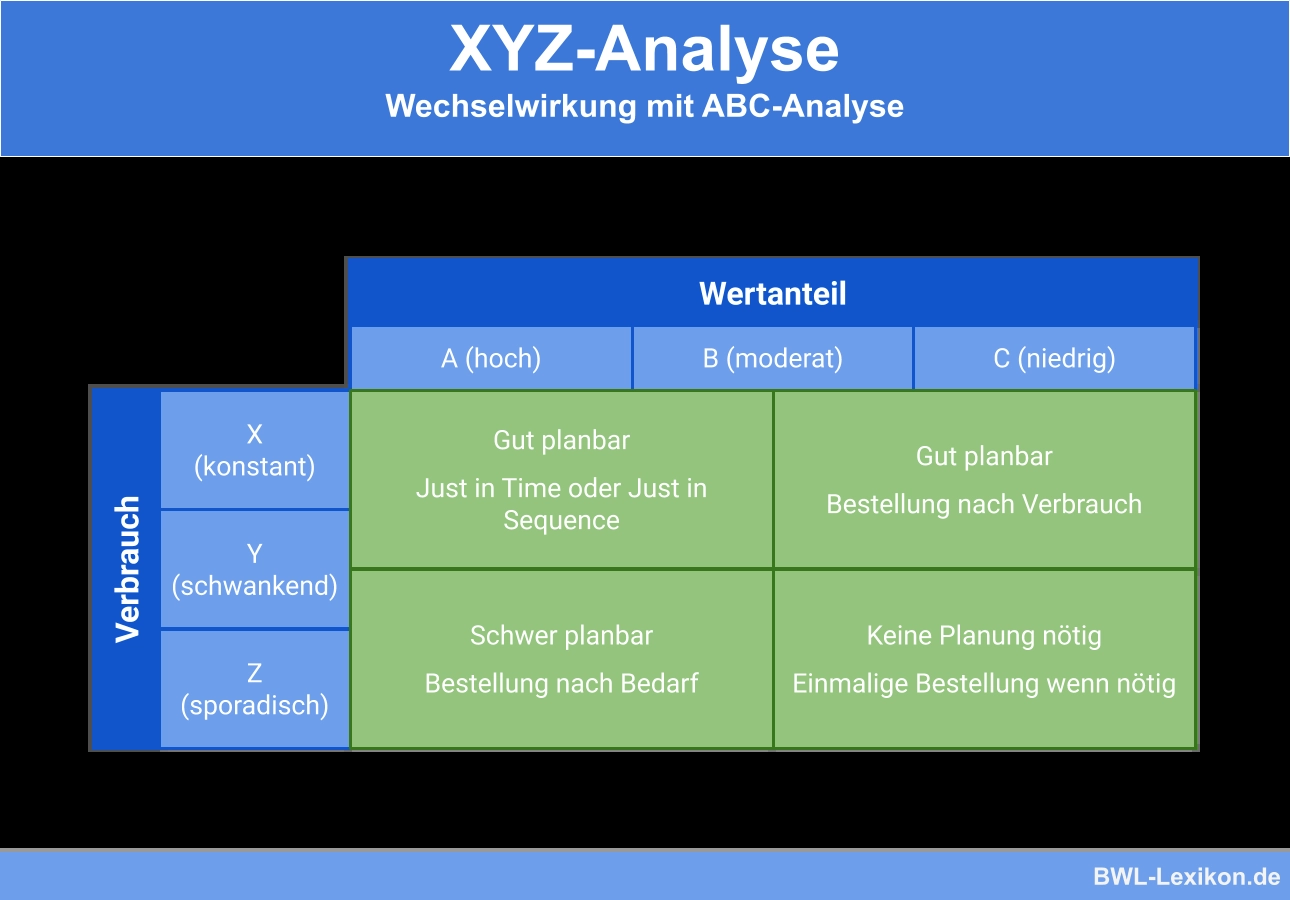 XYZ-Analyse
Wechselwirkung mit ABC-Analyse
Wertanteil
A (hoch)
B (moderat)
C (niedrig)
Verbrauch
X
(konstant)
Y
(schwankend)
Z
(sporadisch)
Gut planbar
Just in Time oder Just in
Sequence
Gut planbar
Bestellung nach Verbrauch
Schwer planbar
Bestellung nach Bedarf
Keine Planung nötig
Einmalige Bestellung wenn nötig
BWL-Lexikon.de